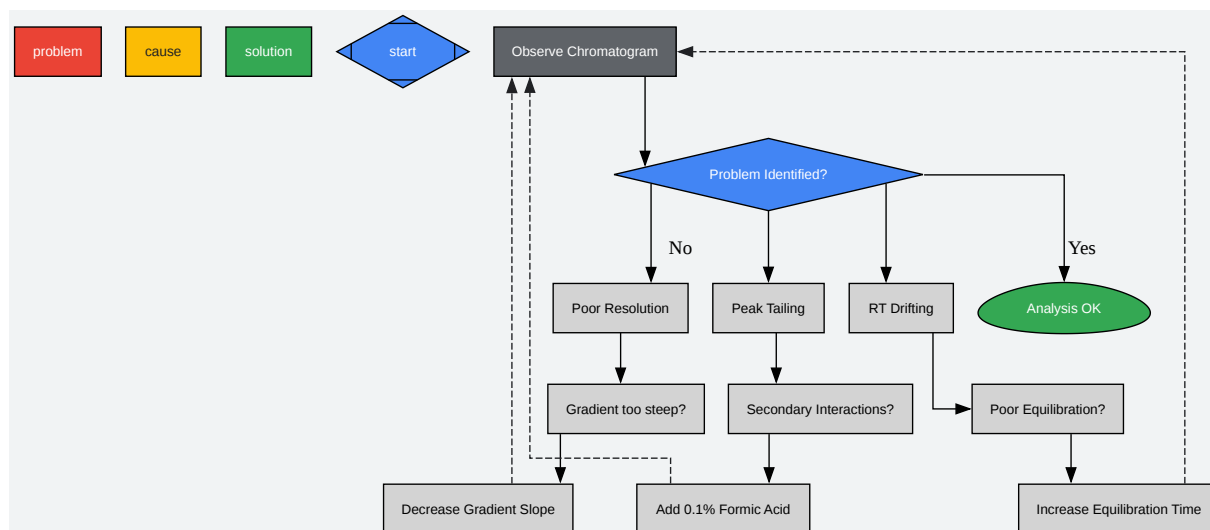 problem
cause
solution
start
Observe Chromatogram
Problem Identified?
No
Yes
Poor Resolution
Peak Tailing
RT Drifting
Analysis OK
Gradient too steep?
Secondary Interactions?
Poor Equilibration?
Decrease Gradient Slope
Add 0.1% Formic Acid
Increase Equilibration Time